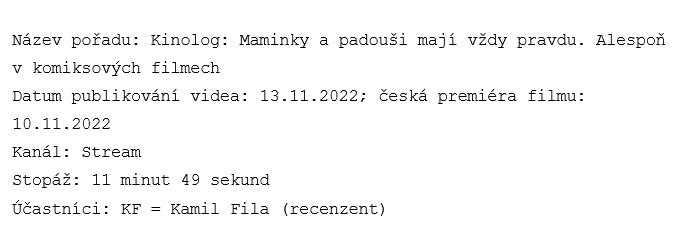 Název pořadu: Kinolog: Maminky a padouši mají vždy pravdu. Alespoň
v komiksových filmech
Datum publikování videa: 13.11.2022; česká premiéra filmu:
10.11.2022
Kanál: Stream
Stopáž: 11 minut 49 sekund
Účastníci: KF = Kamil Fila (recenzent)